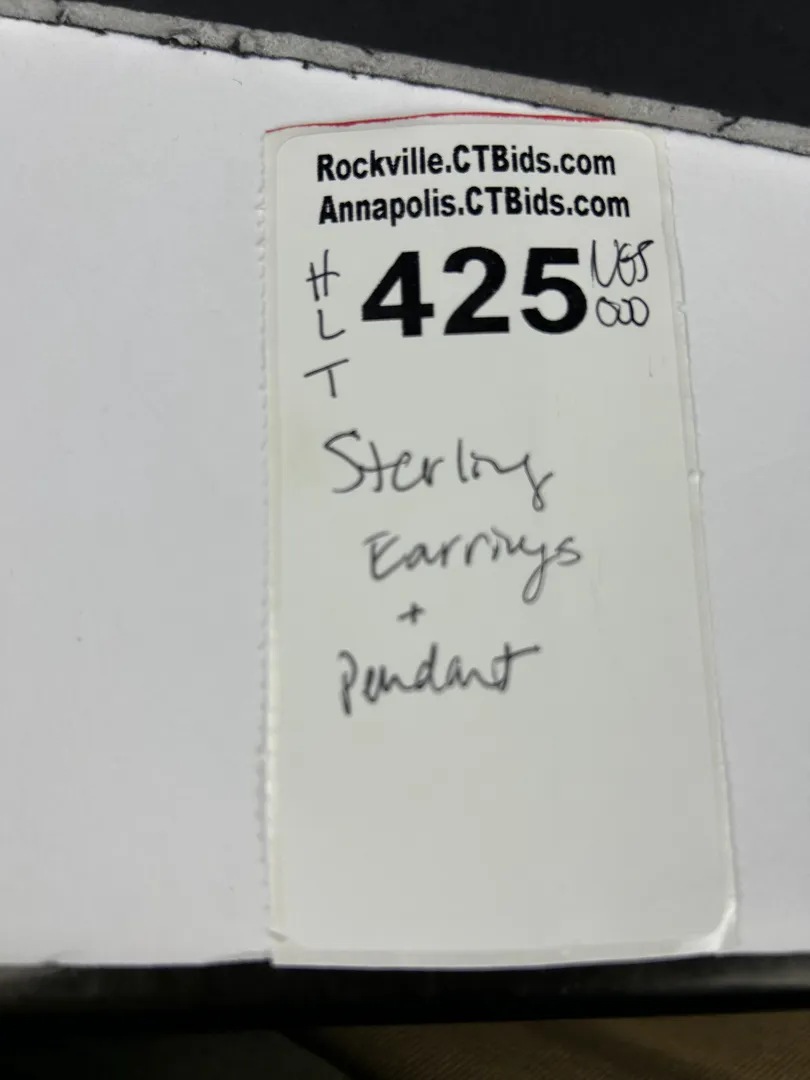 Rockville.CTBids.com
Annapolis.CTBids.com
H
L
T
425
Sterling
Earrings
+
Pendant